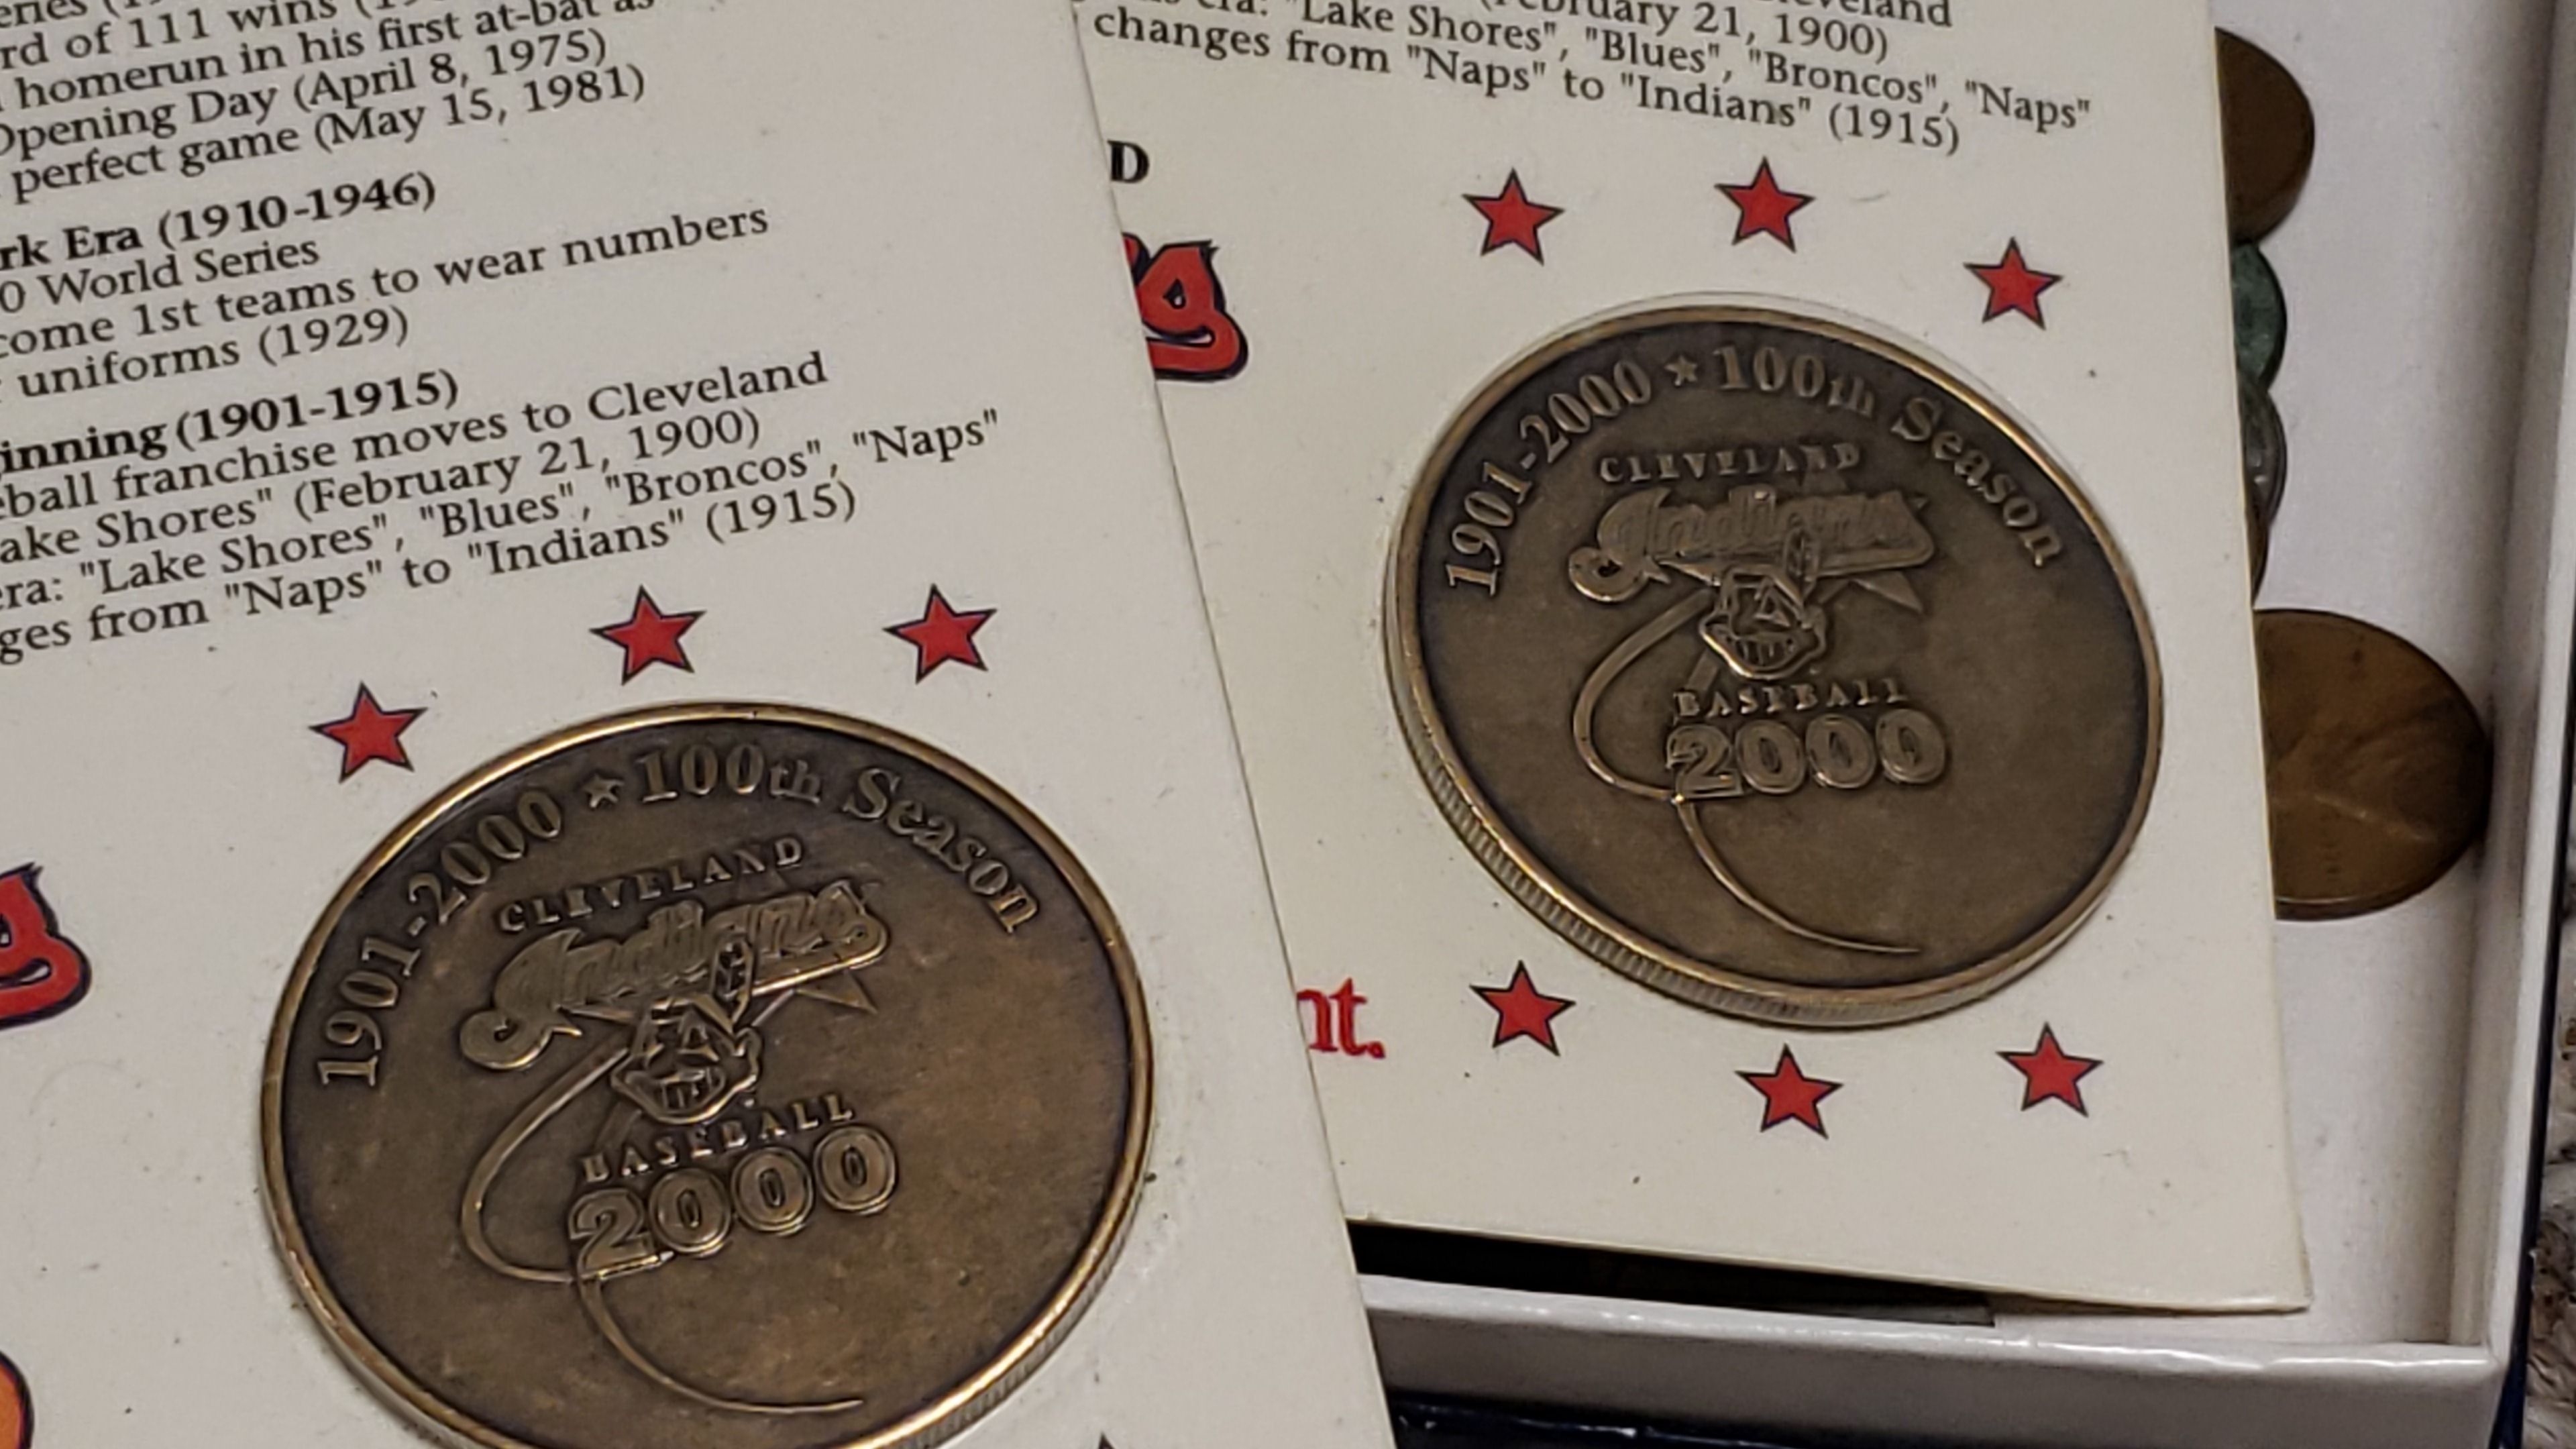 rd of 111 wins
homerun in his first at-bat as
Opening Day (April 8, 1975)
perfect game (May 15, 1981)
rk Era (1910-1946)
0 World Series
come 1st teams to wear numbers
uniforms (1929)
inning (1901-1915)
eball franchise moves to Cleveland
ake Shores" (February 21, 1900)
era: "Lake Shores", "Blues", "Broncos", "Naps"
ges from "Naps" to "Indians" (1915)
1901-2000 ★ 100th Season
CLEVELAND
Indians
BASEBALL
2000
Cleveland
(February 21, 1900)
era: "Lake Shores", "Blues", "Broncos", "Naps"
changes from "Naps" to "Indians" (1915)
D
1901-2000 ★ 100th Season
CLEVELAND
Indians
BASEBALL
2000
nt.